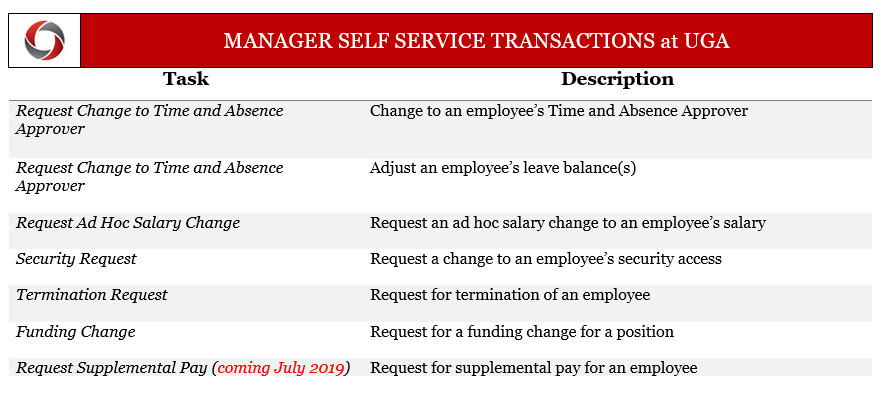 MANAGER SELF SERVICE TRANSACTIONS at UGA
Task Description
Request Change to Time and Absence Approver Change to an employee’s Time and Absence Approver
Request Change to Time and Absence Approver Adjust an employee’s leave balance(s)
Request Ad Hoc Salary Change Request an ad hoc salary change to an employee’s salary
Security Request Request a change to an employee’s security access
Termination Request Request for termination of an employee
Funding Change Request for a funding change for a position
Request Supplemental Pay (coming July 2019) Request for supplemental pay for an employee